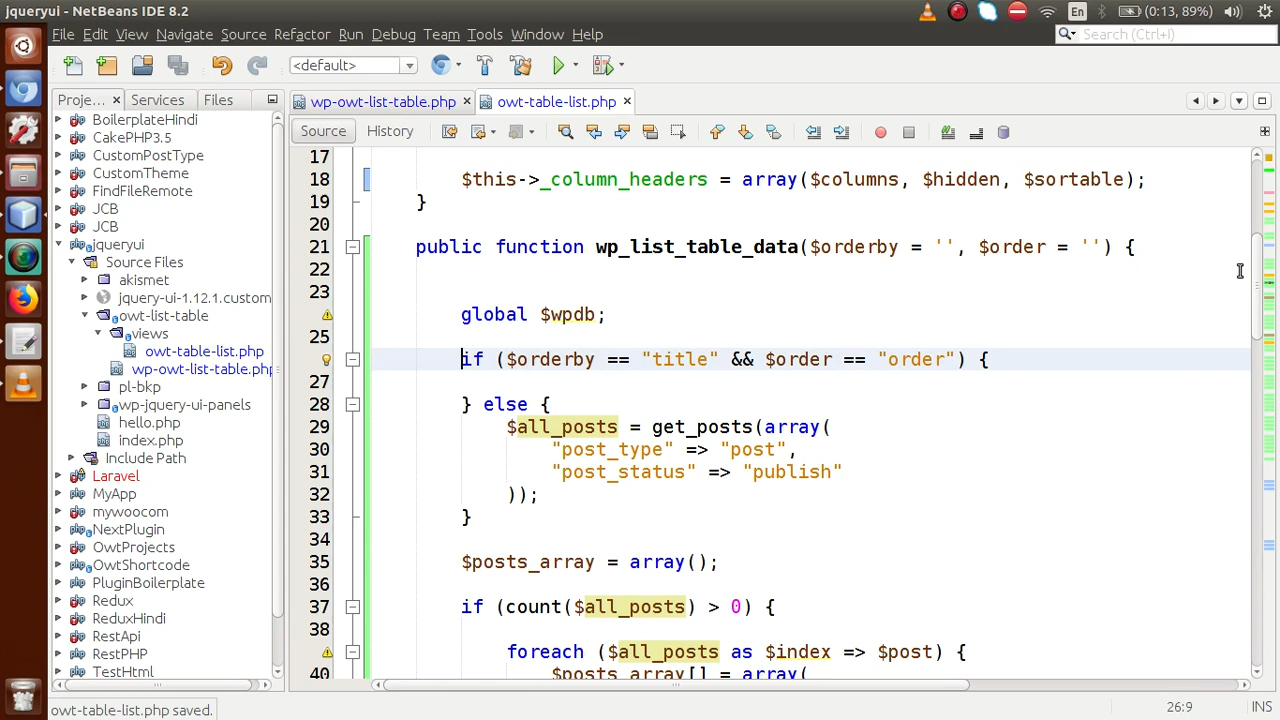 jqueryui - NetBeans IDE 8.2
En (0:13, 89%)
File Edit View Navigate Source Refactor Run Debug Team Tools Window Help
Search (Ctrl+I)
<default>
Proje... Services Files
wp-owt-list-table.php owt-table-list.php
Source History
BoilerplateHindi
CakePHP3.5
CustomPostType
CustomTheme
FindFileRemote
JCB
JCB
jqueryui
Source Files
akismet
jquery-ui-1.12.1.custom
owt-list-table
views
owt-table-list.php
wp-owt-list-table.php
pl-bkp
wp-jquery-ui-panels
hello.php
index.php
Include Path
Laravel
MyApp
mywoocom
NextPlugin
OwtProjects
OwtShortcode
PluginBoilerplate
Redux
ReduxHindi
RestApi
RestPHP
TestHtml
17
18 $this->_column_headers = array($columns, $hidden, $sortable);
19 }
20
21 public function wp_list_table_data($orderby = '', $order = '') {
22
23
global $wpdb;
25
if ($orderby == "title" && $order == "order") {
27
28 } else {
29 $all_posts = get_posts(array(
30 "post_type" => "post",
31 "post_status" => "publish"
32 ));
33 }
34
35 $posts_array = array();
36
37 if (count($all_posts) > 0) {
38
foreach ($all_posts as $index => $post) {
40 $posts_array[] = array(
owt-table-list.php saved.
26:9 INS